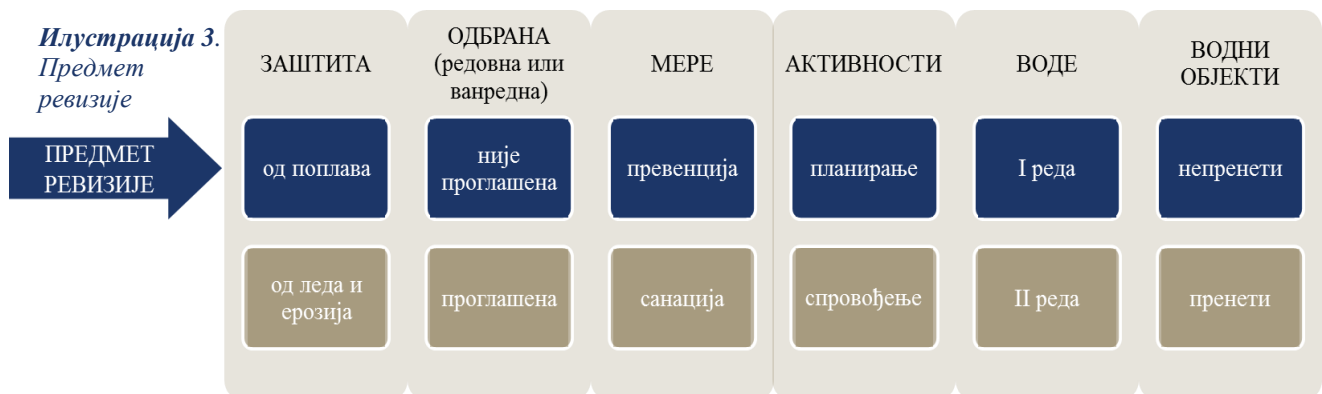 Илустрација 3.
Предмет
ревизије
ПРЕДМЕТ
РЕВИЗИЈЕ
ЗАШТИТА
од поплава
од леда и
ерозија
ОДБРАНА
(редовна или
ванредна)
није
проглашена
проглашена
МЕРЕ
превенција
санација
АКТИВНОСТИ
планирање
спровођење
ВОДЕ
I реда
II реда
ВОДНИ
ОБЈЕКТИ
непренети
пренети